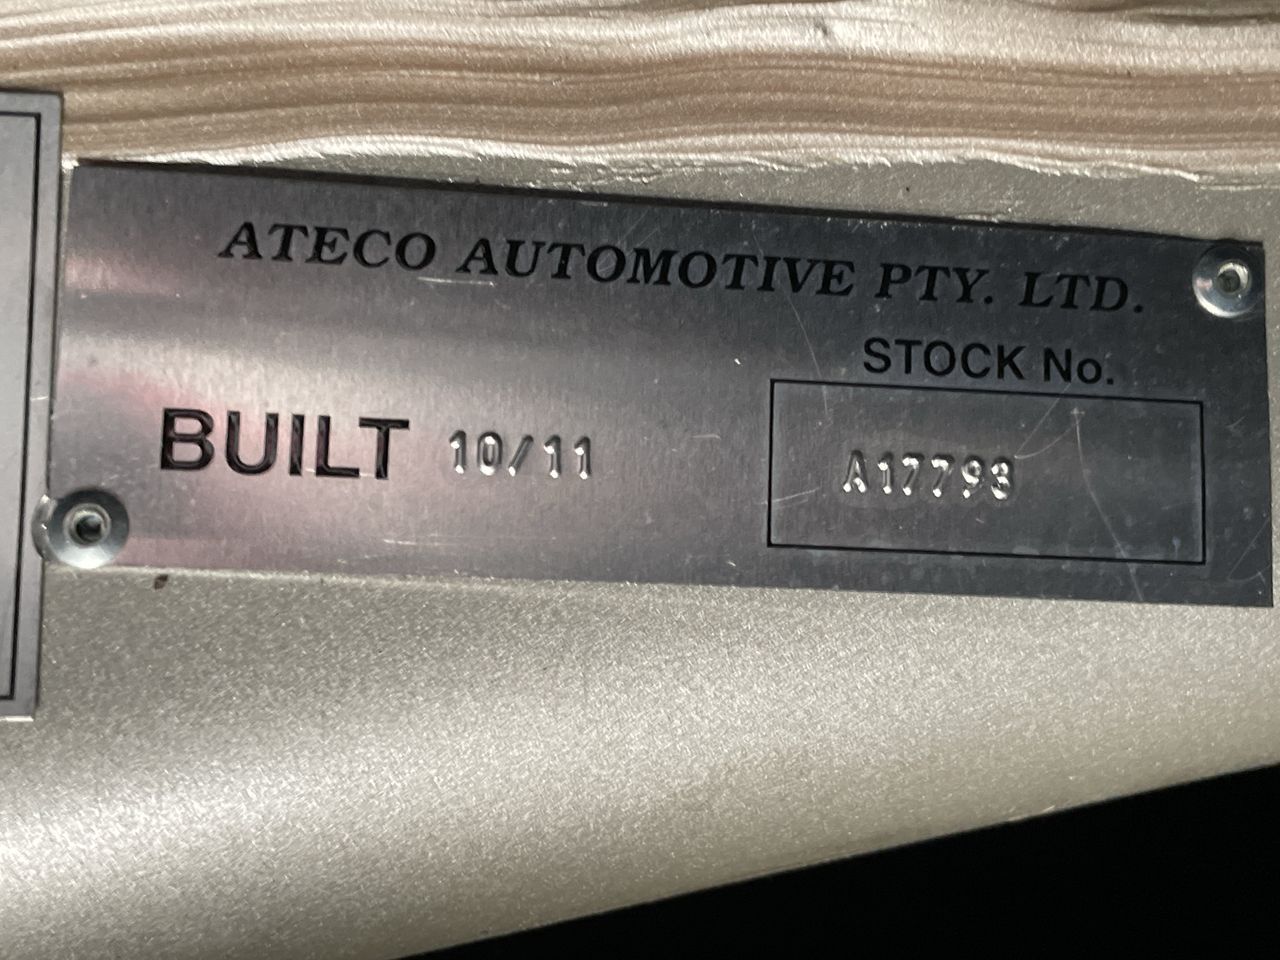 ATECO AUTOMOTIVE PTY. LTD.
STOCK No.
BUILT 10/11
A17793